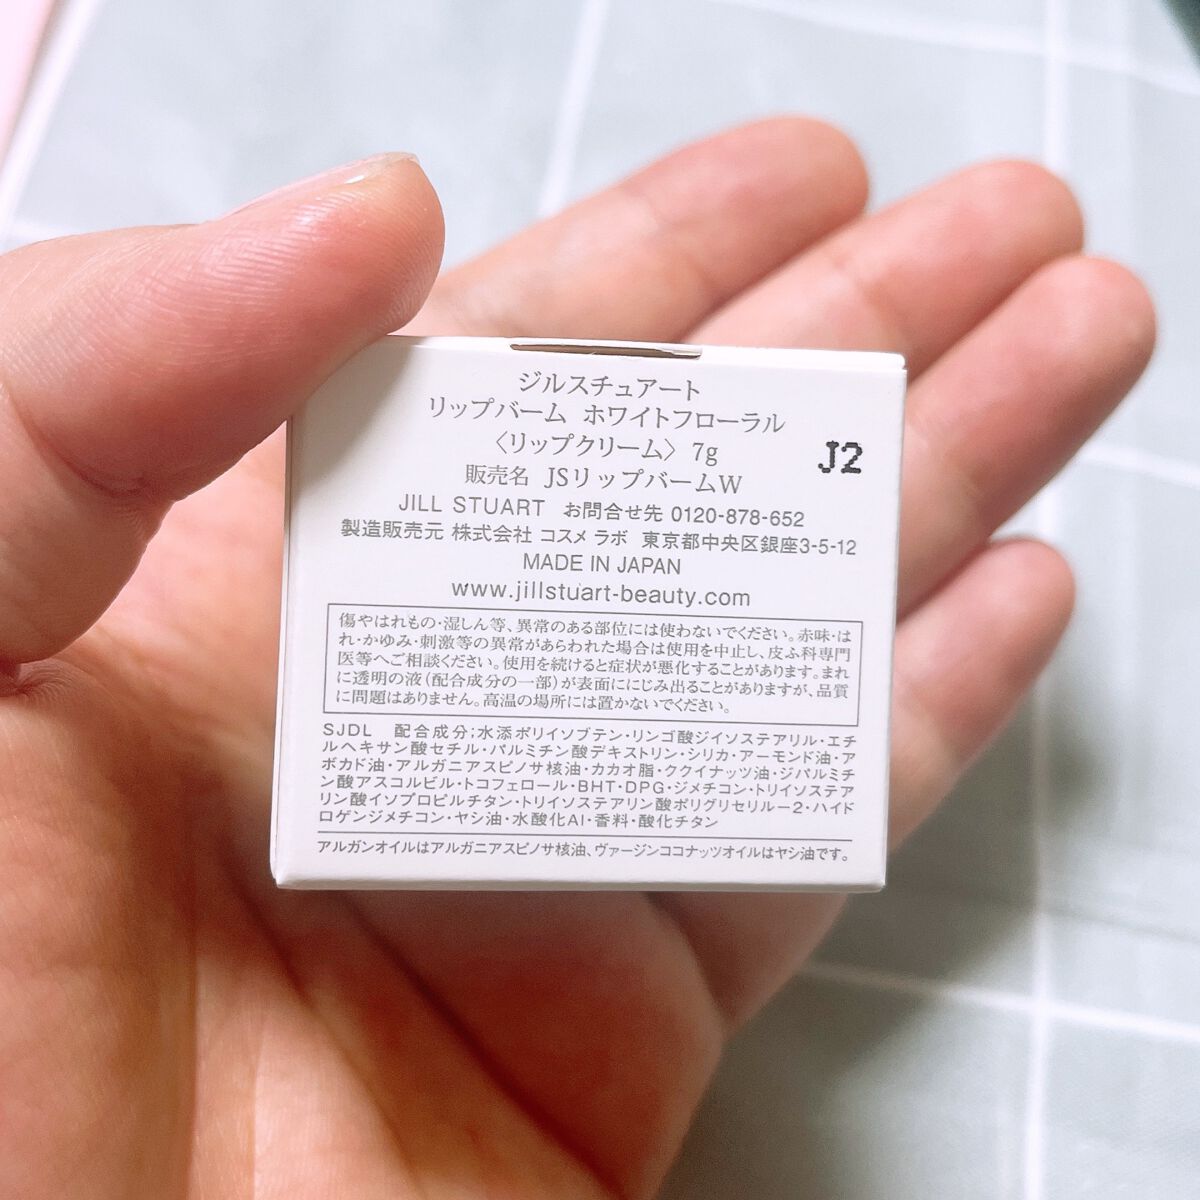 ジルスチュアート
リップバーム ホワイトフローラル
〈リップクリーム〉 7g
J2
販売名 JSリップバームW
JILL STUART お問合せ先 0120-878-652
製造販売元 株式会社 コスメ ラボ 東京都中央区銀座3-5-12
MADE IN JAPAN
www.jillstuart-beauty.com
傷やはれもの・湿しん等、異常のある部位には使わないでください。赤味・は
れ・かゆみ・刺激等の異常があらわれた場合は使用を中止し、皮ふ科専門
医等へご相談ください。使用を続けると症状が悪化することがあります。まれ
に透明の液(配合成分の一部)が表面ににじみ出ることがありますが、品質
に問題はありません。高温の場所には置かないでください。
SJDL 配合成分；水添ポリイソブテン・リンゴ酸ジイソステアリル・エチ
ルヘキサン酸セチル・パルミチン酸デキストリン・シリカ・アーモンド油・ア
ボカド油・アルガニアスピノサ核油・カカオ脂・ククイナッツ油・ジパルミチ
ン酸アスコルビル・トコフェロール・BHT・DPG・ジメチコン・トリイソステア
リン酸イソプロピルチタン・トリイソステアリン酸ポリグリセリル－2・ハイド
ロゲンジメチコン・ヤシ油・水酸化Al・香料・酸化チタン
アルガンオイルはアルガニアスピノサ核油、ヴァージンココナッツオイルはヤシ油です。